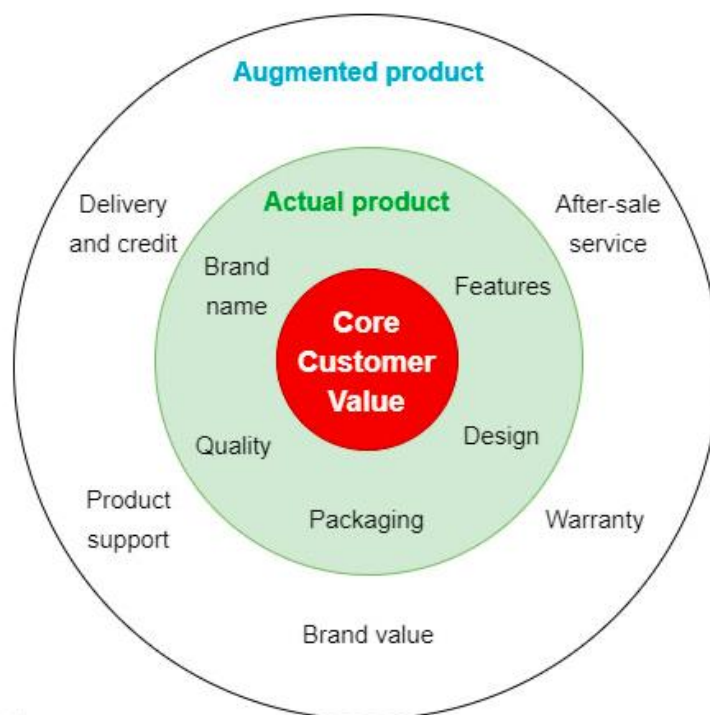 Augmented product
Delivery
and credit
After-sale
service
Actual product
Brand
name
Features
Core
Customer
Value
Quality
Design
Product
support
Packaging
Warranty
Brand value